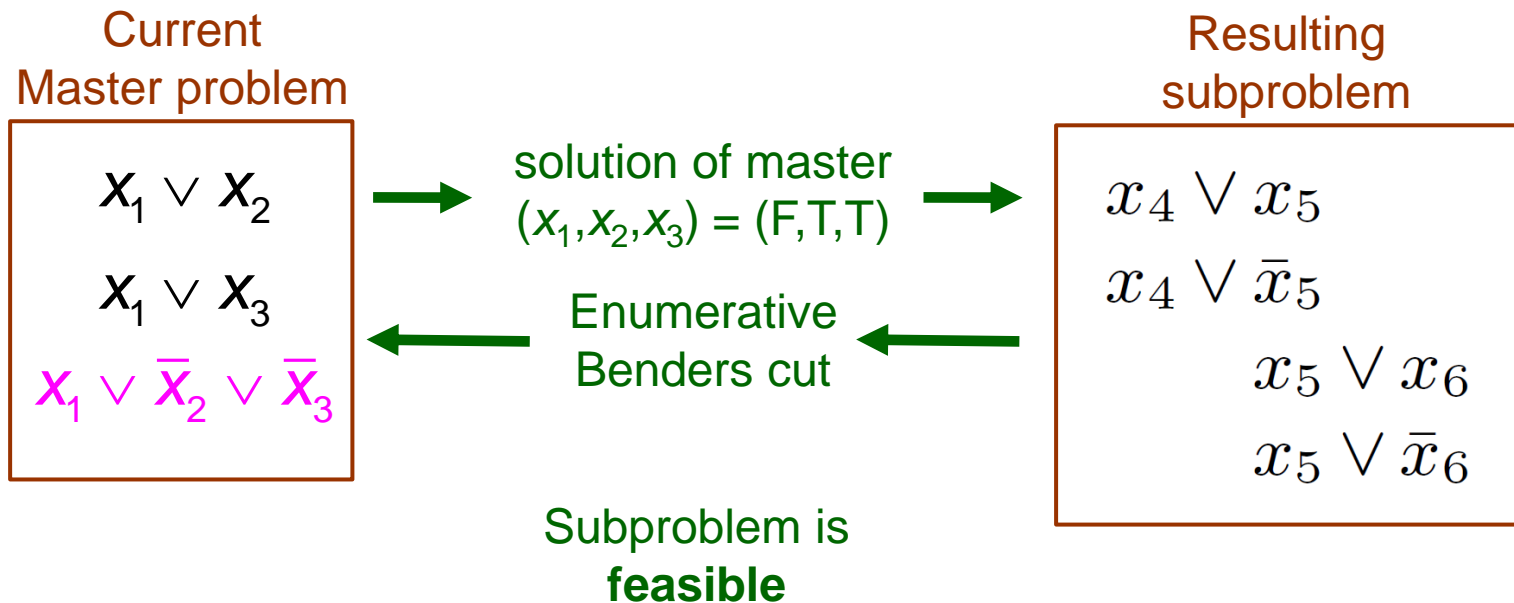 Current
Master problem
x₁ ∨ x₂
x₁ ∨ x₃
x₁ ∨ x̄₂ ∨ x̄₃
solution of master
(x₁,x₂,x₃) = (F,T,T)
Enumerative
Benders cut
Subproblem is
feasible
Resulting
subproblem
x₄ ∨ x₅
x₄ ∨ x̄₅
x₅ ∨ x₆
x₅ ∨ x̄₆